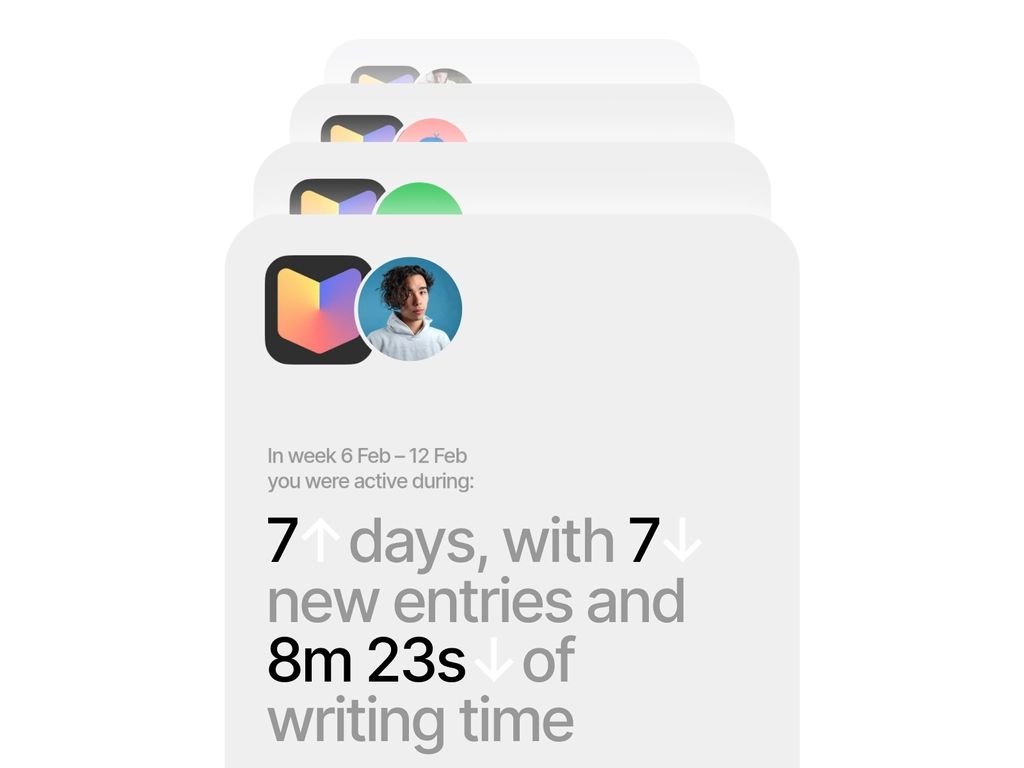 In week 6 Feb – 12 Feb
you were active during:
7↑ days, with 7↓
new entries and
8m 23s↓ of
writing time